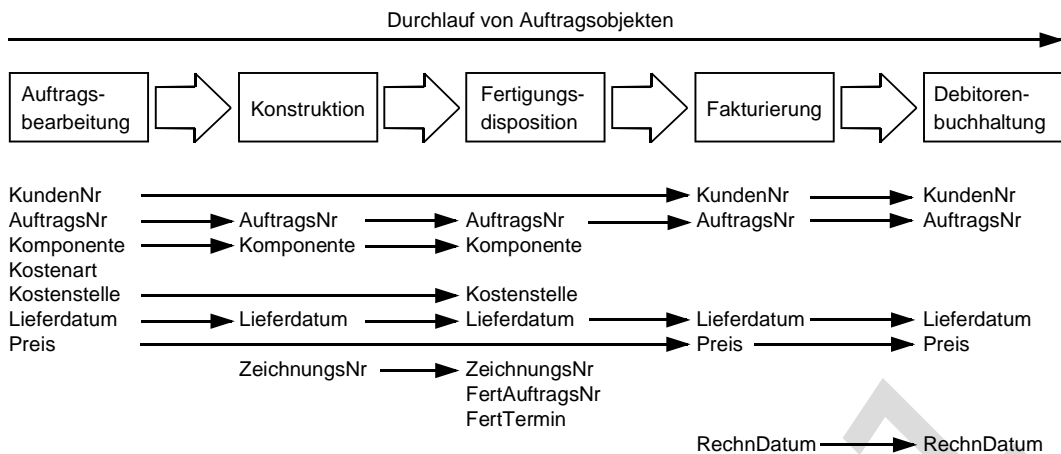 Durchlauf von Auftragsobjekten
Auftrags-
bearbeitung
Konstruktion
Fertigungs-
disposition
Fakturierung
Debitoren-
buchhaltung
KundenNr KundenNr KundenNr
AuftragsNr AuftragsNr AuftragsNr AuftragsNr AuftragsNr
Komponente Komponente Komponente
Kostenart
Kostenstelle Kostenstelle
Lieferdatum Lieferdatum Lieferdatum Lieferdatum Lieferdatum
Preis Preis Preis
ZeichnungsNr ZeichnungsNr
FertAuftragsNr
FertTermin
RechnDatum RechnDatum